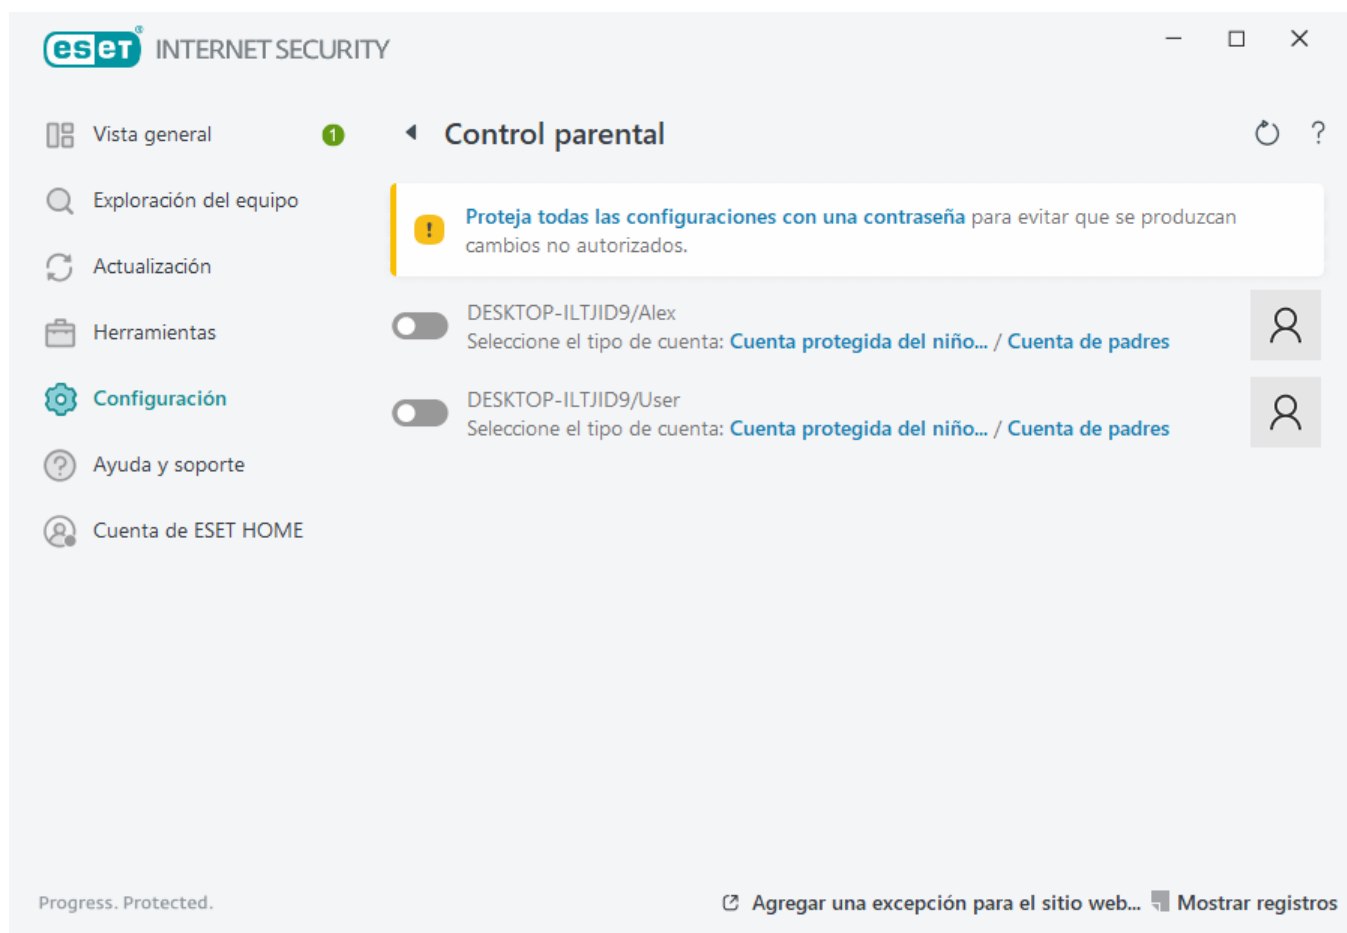 eset® INTERNET SECURITY
Vista general 1
Exploración del equipo
Actualización
Herramientas
Configuración
Ayuda y soporte
Cuenta de ESET HOME
Control parental ?
! Proteja todas las configuraciones con una contraseña para evitar que se produzcan
cambios no autorizados.
DESKTOP-ILTJID9/Alex
Seleccione el tipo de cuenta: Cuenta protegida del niño... / Cuenta de padres
DESKTOP-ILTJID9/User
Seleccione el tipo de cuenta: Cuenta protegida del niño... / Cuenta de padres
Progress. Protected.
Agregar una excepción para el sitio web... Mostrar registros